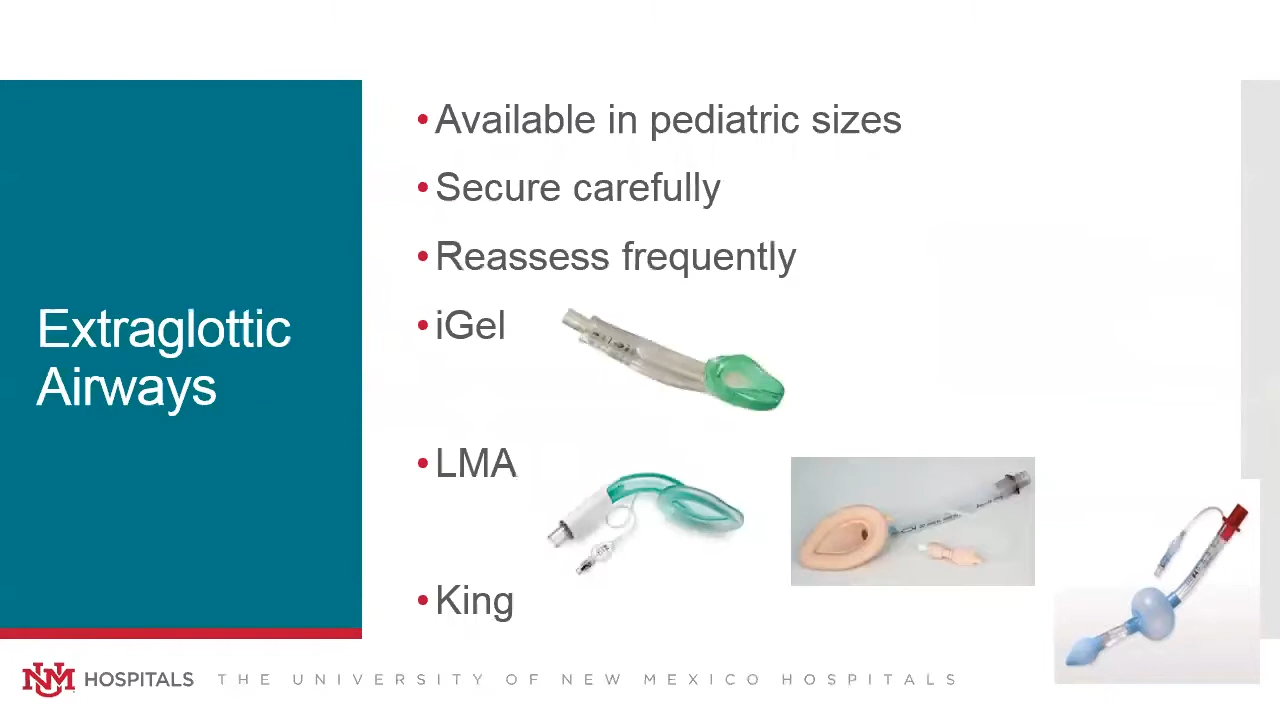 Extraglottic
Airways
•Available in pediatric sizes
•Secure carefully
•Reassess frequently
•iGel
•LMA
•King
UNM HOSPITALS THE UNIVERSITY OF NEW MEXICO HOSPITALS